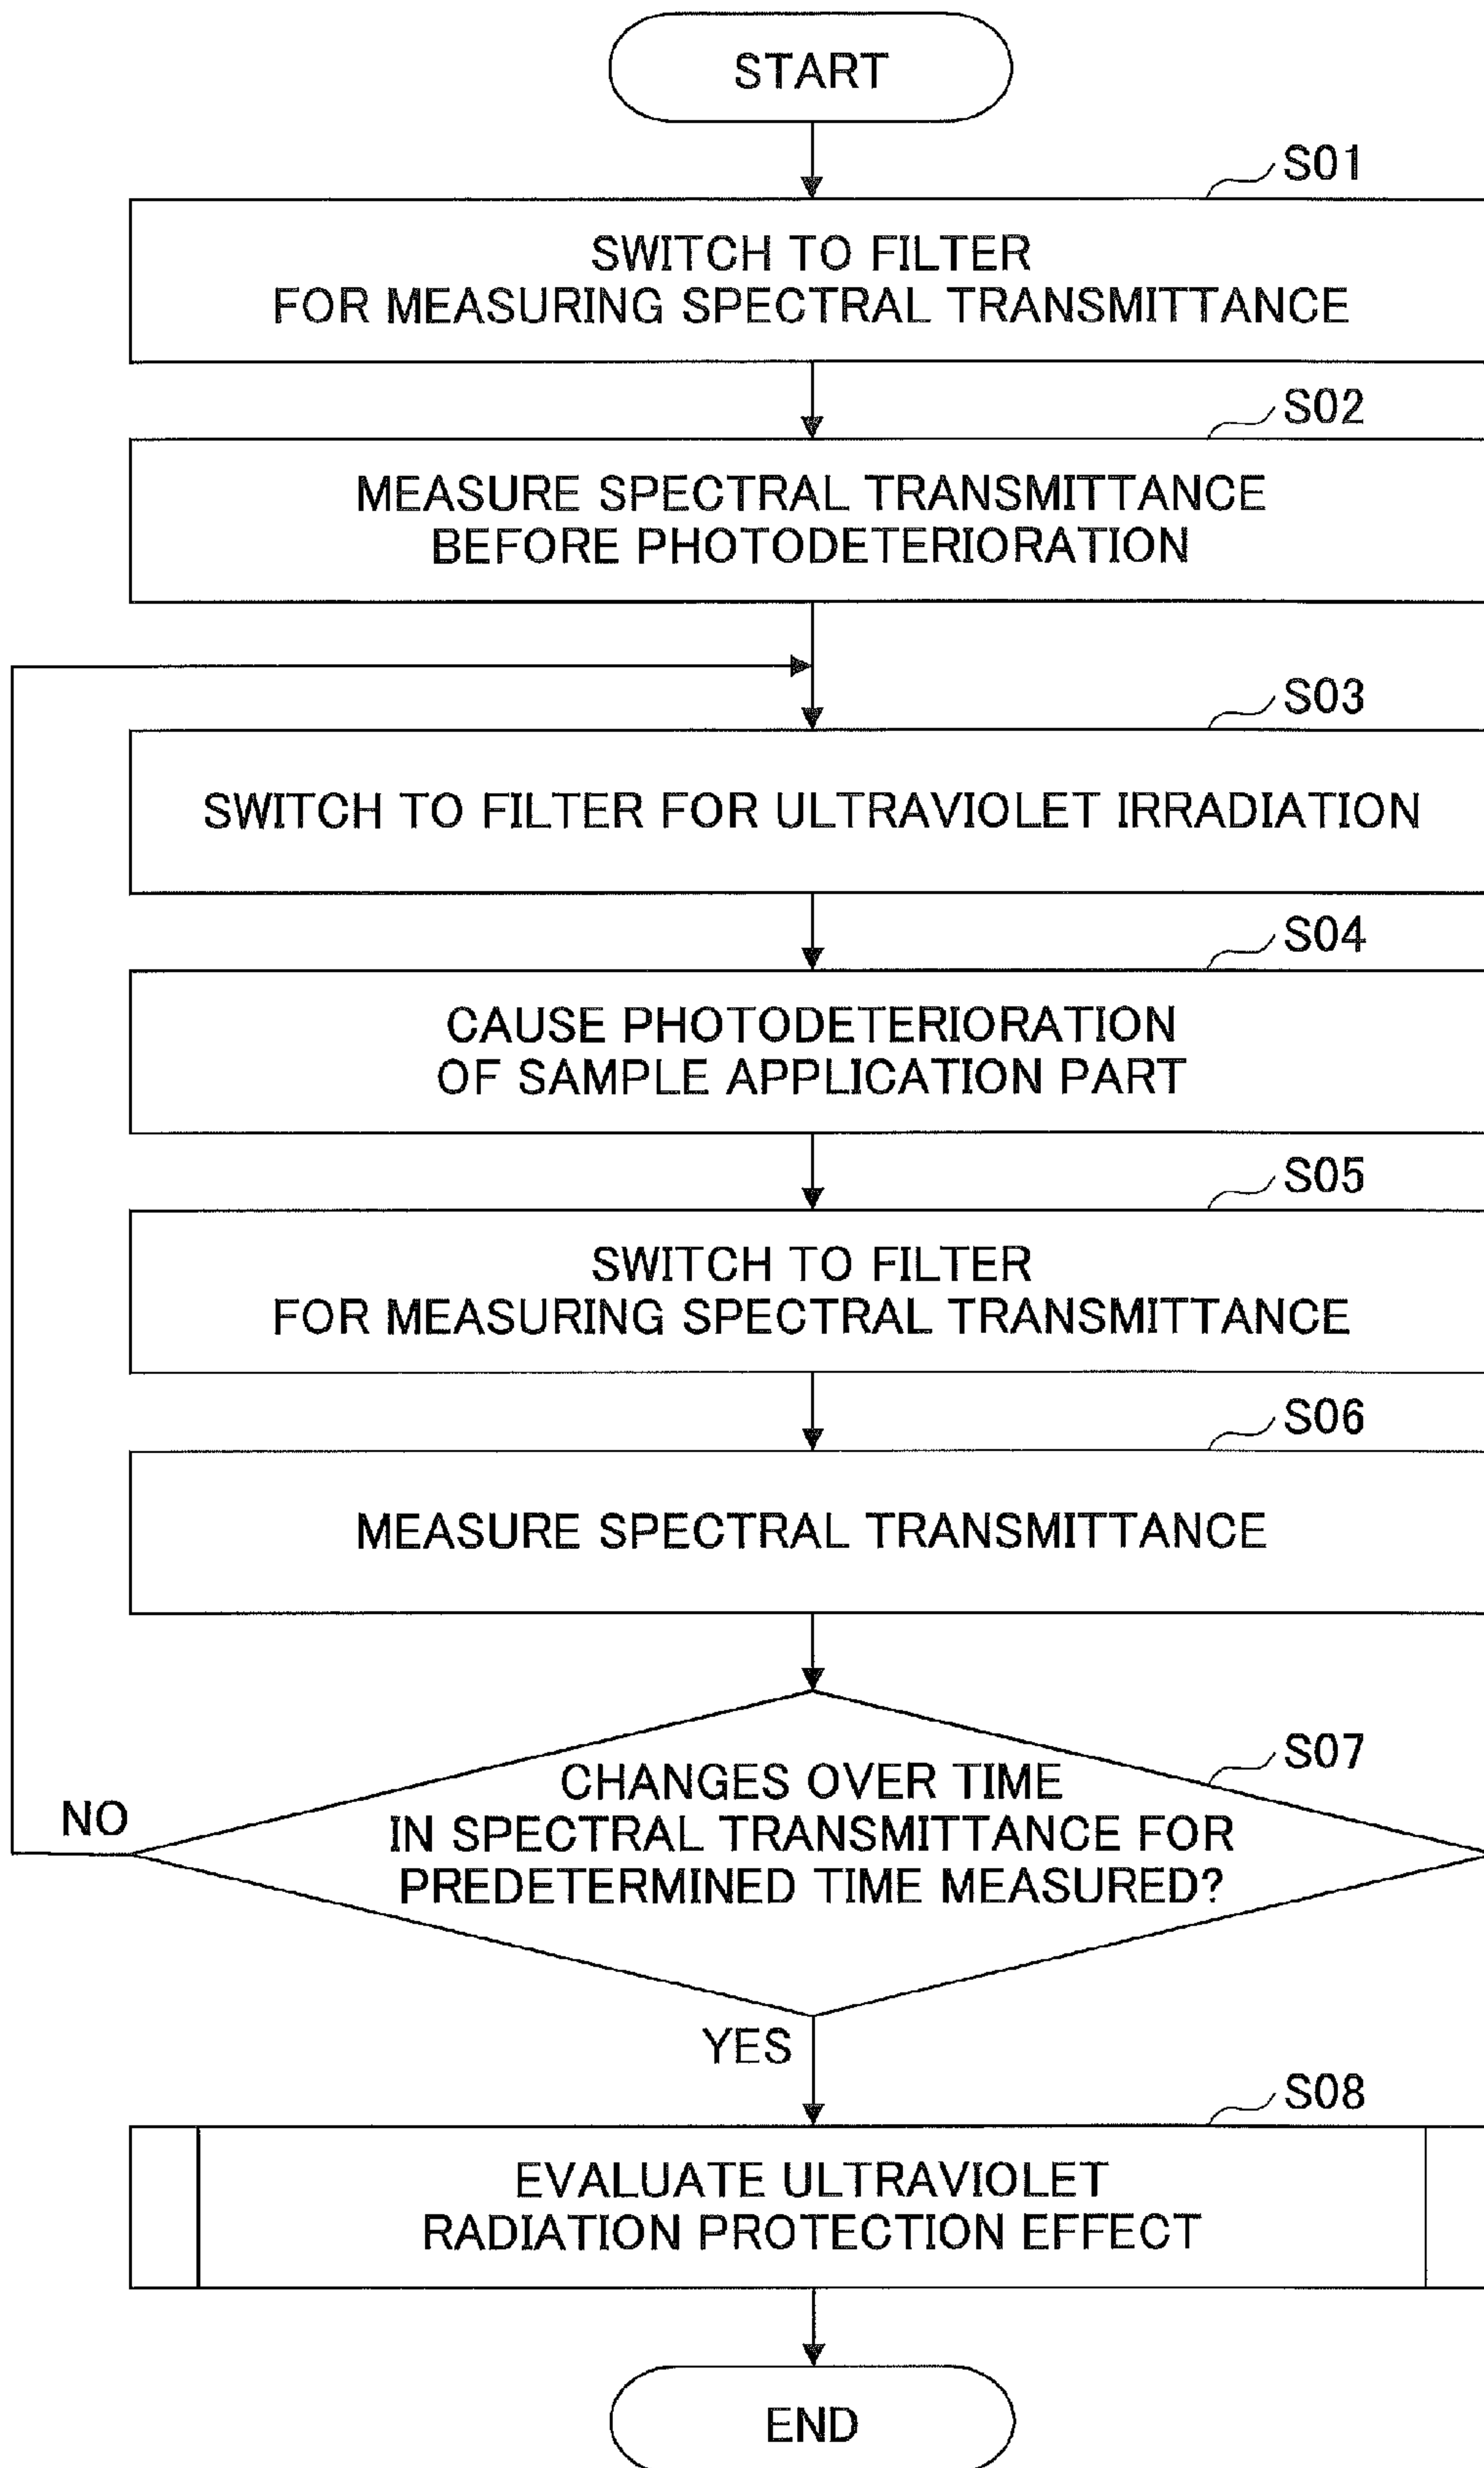 START
S01
SWITCH TO FILTER
FOR MEASURING SPECTRAL TRANSMITTANCE
S02
MEASURE SPECTRAL TRANSMITTANCE
BEFORE PHOTODETERIORATION
S03
SWITCH TO FILTER FOR ULTRAVIOLET IRRADIATION
S04
CAUSE PHOTODETERIORATION
OF SAMPLE APPLICATION PART
S05
SWITCH TO FILTER
FOR MEASURING SPECTRAL TRANSMITTANCE
S06
MEASURE SPECTRAL TRANSMITTANCE
S07
CHANGES OVER TIME
IN SPECTRAL TRANSMITTANCE FOR
PREDETERMINED TIME MEASURED?
NO
YES
S08
EVALUATE ULTRAVIOLET
RADIATION PROTECTION EFFECT
END